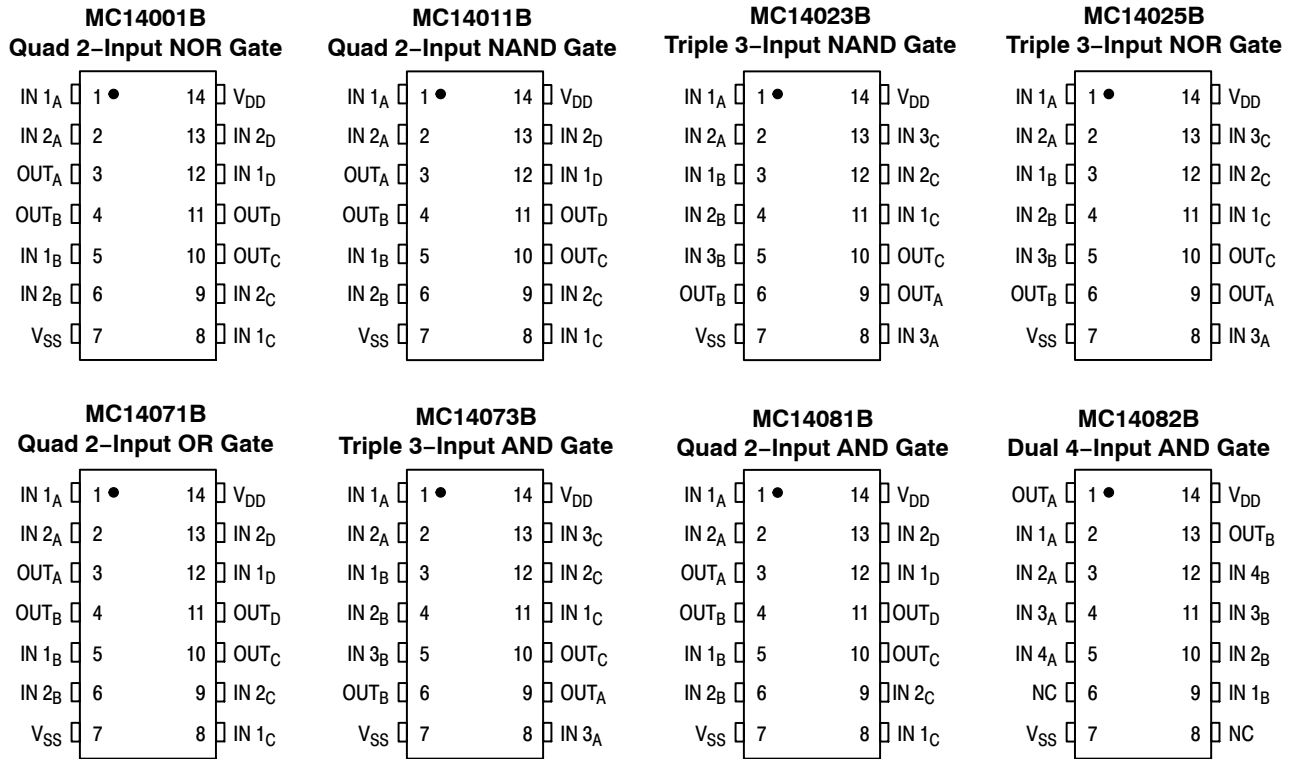 MC14001B
Quad 2–Input NOR Gate
IN 1A 1 14 VDD
IN 2A 2 13 IN 2D
OUTA 3 12 IN 1D
OUTB 4 11 OUTD
IN 1B 5 10 OUTC
IN 2B 6 9 IN 2C
VSS 7 8 IN 1C
MC14011B
Quad 2–Input NAND Gate
IN 1A 1 14 VDD
IN 2A 2 13 IN 2D
OUTA 3 12 IN 1D
OUTB 4 11 OUTD
IN 1B 5 10 OUTC
IN 2B 6 9 IN 2C
VSS 7 8 IN 1C
MC14023B
Triple 3–Input NAND Gate
IN 1A 1 14 VDD
IN 2A 2 13 IN 3C
IN 1B 3 12 IN 2C
IN 2B 4 11 IN 1C
IN 3B 5 10 OUTC
OUTB 6 9 OUTA
VSS 7 8 IN 3A
MC14025B
Triple 3–Input NOR Gate
IN 1A 1 14 VDD
IN 2A 2 13 IN 3C
IN 1B 3 12 IN 2C
IN 2B 4 11 IN 1C
IN 3B 5 10 OUTC
OUTB 6 9 OUTA
VSS 7 8 IN 3A
MC14071B
Quad 2–Input OR Gate
IN 1A 1 14 VDD
IN 2A 2 13 IN 2D
OUTA 3 12 IN 1D
OUTB 4 11 OUTD
IN 1B 5 10 OUTC
IN 2B 6 9 IN 2C
VSS 7 8 IN 1C
MC14073B
Triple 3–Input AND Gate
IN 1A 1 14 VDD
IN 2A 2 13 IN 3C
IN 1B 3 12 IN 2C
IN 2B 4 11 IN 1C
IN 3B 5 10 OUTC
OUTB 6 9 OUTA
VSS 7 8 IN 3A
MC14081B
Quad 2–Input AND Gate
IN 1A 1 14 VDD
IN 2A 2 13 IN 2D
OUTA 3 12 IN 1D
OUTB 4 11 OUTD
IN 1B 5 10 OUTC
IN 2B 6 9 IN 2C
VSS 7 8 IN 1C
MC14082B
Dual 4–Input AND Gate
OUTA 1 14 VDD
IN 1A 2 13 OUTB
IN 2A 3 12 IN 4B
IN 3A 4 11 IN 3B
IN 4A 5 10 IN 2B
NC 6 9 IN 1B
VSS 7 8 NC